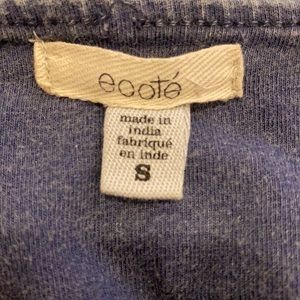 ecoté
made in
india
fabriqué
en inde
S